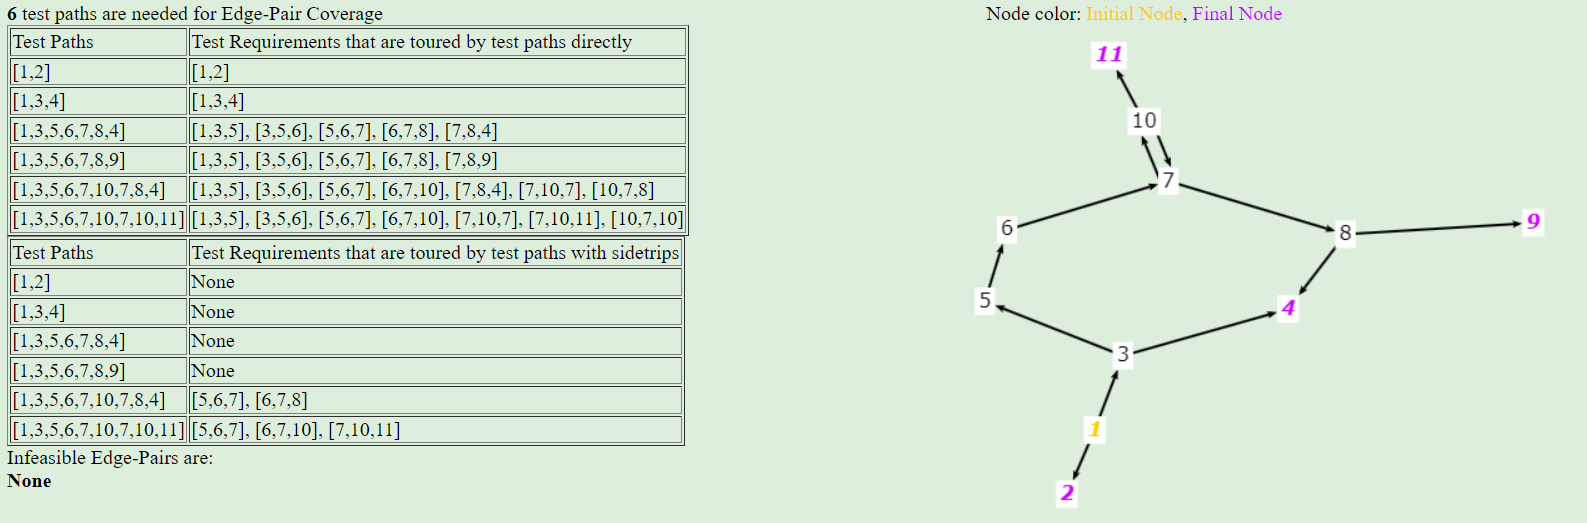 6 test paths are needed for Edge-Pair Coverage
Test Paths Test Requirements that are toured by test paths directly
[1,2] [1,2]
[1,3,4] [1,3,4]
[1,3,5,6,7,8,4] [1,3,5], [3,5,6], [5,6,7], [6,7,8], [7,8,4]
[1,3,5,6,7,8,9] [1,3,5], [3,5,6], [5,6,7], [6,7,8], [7,8,9]
[1,3,5,6,7,10,7,8,4] [1,3,5], [3,5,6], [5,6,7], [6,7,10], [7,8,4], [7,10,7], [10,7,8]
[1,3,5,6,7,10,7,10,11] [1,3,5], [3,5,6], [5,6,7], [6,7,10], [7,10,7], [7,10,11], [10,7,10]
Test Paths Test Requirements that are toured by test paths with sidetrips
[1,2] None
[1,3,4] None
[1,3,5,6,7,8,4] None
[1,3,5,6,7,8,9] None
[1,3,5,6,7,10,7,8,4] [5,6,7], [6,7,8]
[1,3,5,6,7,10,7,10,11] [5,6,7], [6,7,10], [7,10,11]
Infeasible Edge-Pairs are:
None
Node color: Initial Node, Final Node
11
10
7
6
8
9
5
4
3
1
2